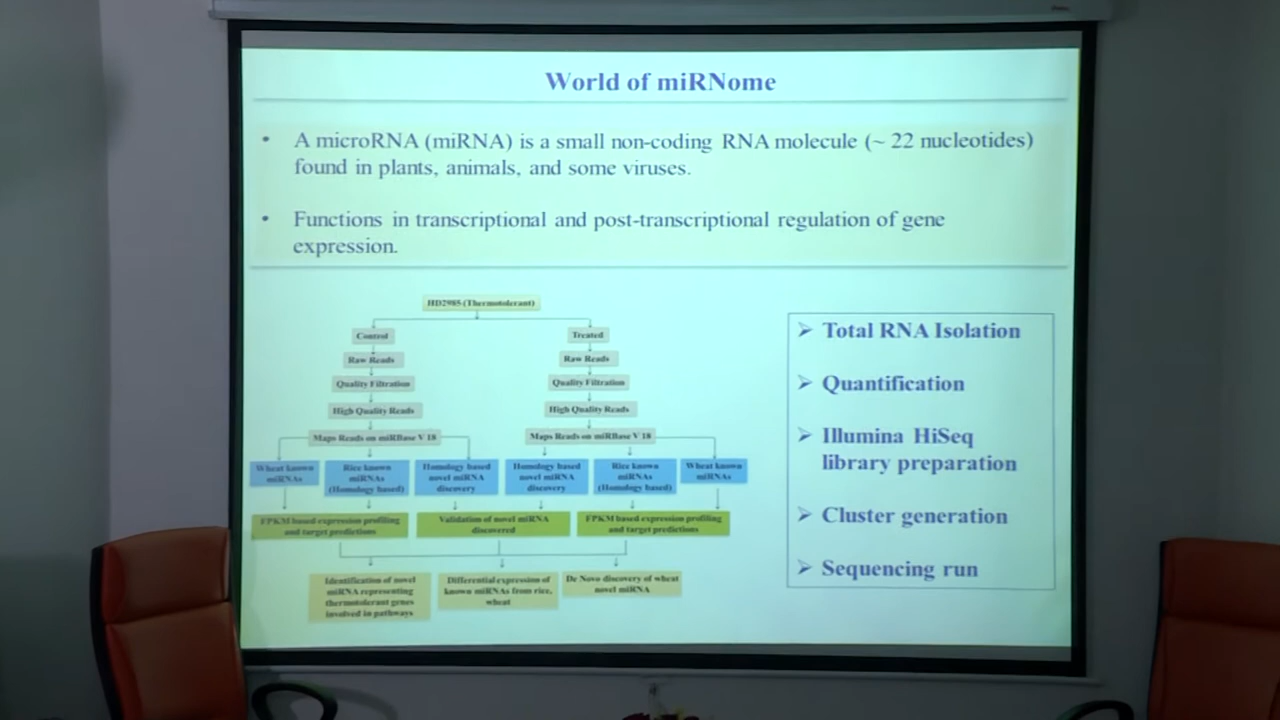 World of miRNome
• A microRNA (miRNA) is a small non-coding RNA molecule (~ 22 nucleotides)
found in plants, animals, and some viruses.
• Functions in transcriptional and post-transcriptional regulation of gene
expression.
HD2985 (Thermotolerant)
Control
Raw Reads
Quality Filtration
High Quality Reads
Maps Reads on miRBase V 18
Treated
Raw Reads
Quality Filtration
High Quality Reads
Maps Reads on miRBase V 18
Wheat known
miRNAs
Rice known
miRNAs
(Homology based)
Homology based
novel miRNA
discovery
Homology based
novel miRNA
discovery
Rice known
miRNAs
(Homology based)
Wheat known
miRNAs
FPKM based expression profiling
and target predictions
Validation of novel miRNA
discovered
FPKM based expression profiling
and target predictions
Identification of novel
miRNA representing
thermotolerant genes
involved in pathways
Differential expression of
known miRNAs from rice,
wheat
De Novo discovery of wheat
novel miRNA
➢ Total RNA Isolation
➢ Quantification
➢ Illumina HiSeq
library preparation
➢ Cluster generation
➢ Sequencing run